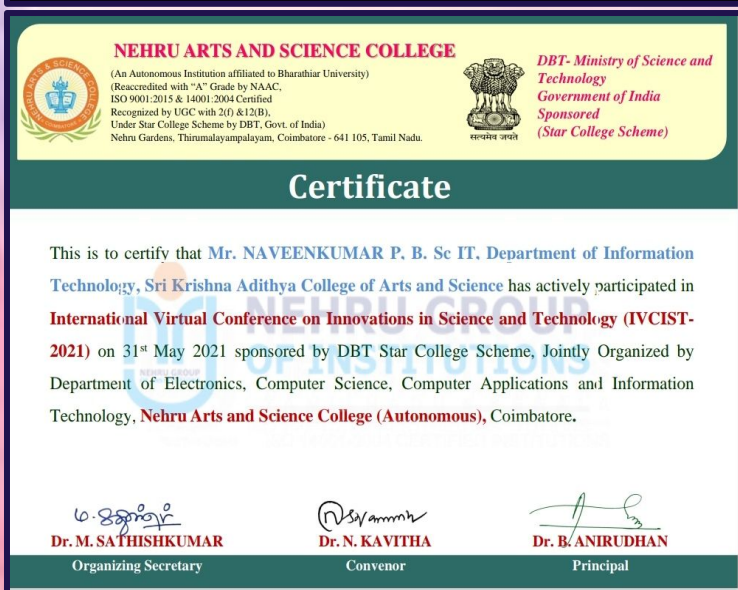 NEHRU ARTS AND SCIENCE COLLEGE
(An Autonomous Institution affiliated to Bharathiar University)
(Reaccredited with “A” Grade by NAAC,
ISO 9001:2015 & 14001:2004 Certified
Recognized by UGC with 2(f) &12(B),
Under Star College Scheme by DBT, Govt. of India)
Nehru Gardens, Thirumalayampalayam, Coimbatore - 641 105, Tamil Nadu.
NEHRU ARTS & SCIENCE COLLEGE
COIMBATORE
सत्यमेव जयते
DBT- Ministry of Science and
Technology
Government of India
Sponsored
(Star College Scheme)
Certificate
This is to certify that Mr. NAVEENKUMAR P, B. Sc IT, Department of Information
Technology, Sri Krishna Adithya College of Arts and Science has actively participated in
International Virtual Conference on Innovations in Science and Technology (IVCIST-
2021) on 31st May 2021 sponsored by DBT Star College Scheme, Jointly Organized by
Department of Electronics, Computer Science, Computer Applications and Information
Technology, Nehru Arts and Science College (Autonomous), Coimbatore.
NEHRU GROUP
OF INSTITUTIONS
NEHRU GROUP
Dr. M. SATHISHKUMAR
Organizing Secretary
Dr. N. KAVITHA
Convenor
Dr. B. ANIRUDHAN
Principal